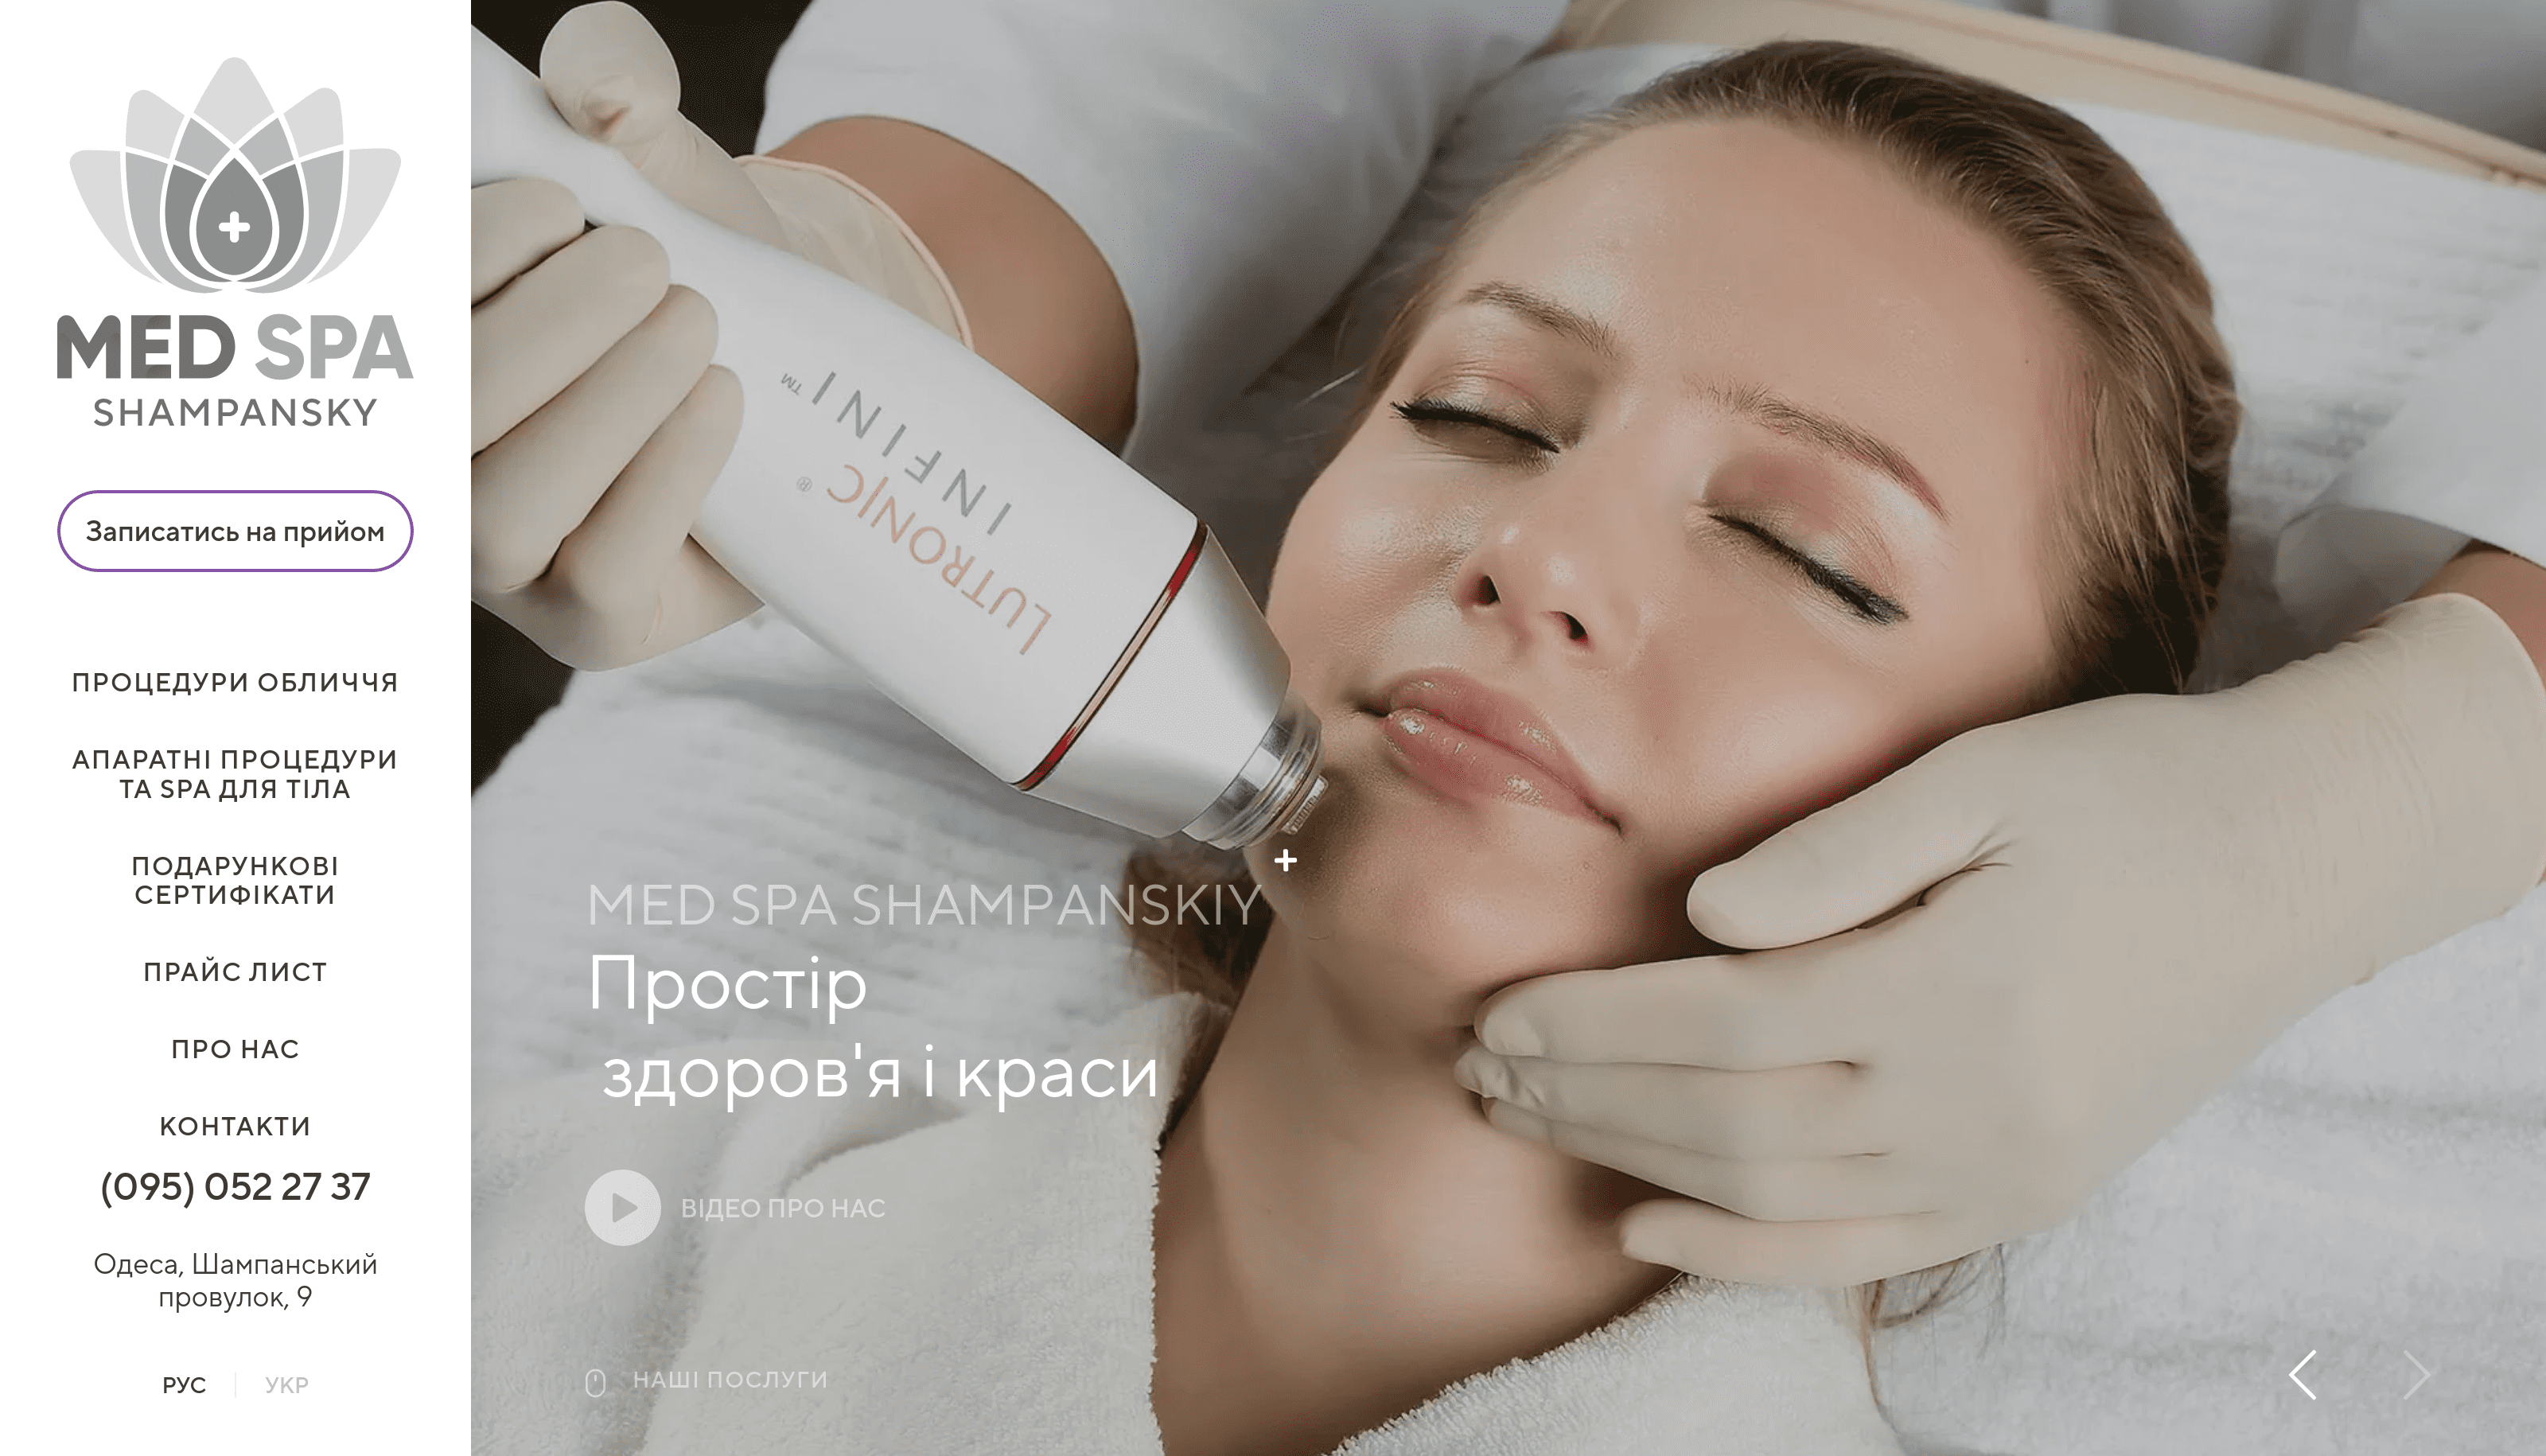 MED SPA
SHAMPANSKY
Записатись на прийом
ПРОЦЕДУРИ ОБЛИЧЧЯ
АПАРАТНІ ПРОЦЕДУРИ
ТА SPA ДЛЯ ТІЛА
ПОДАРУНКОВІ
СЕРТИФІКАТИ
ПРАЙС ЛИСТ
ПРО НАС
КОНТАКТИ
(095) 052 27 37
Одеса, Шампанський
провулок, 9
РУС УКР
LUTRONIC®
INFINI™
MED SPA SHAMPANSKIY
Простір
здоров'я і краси
ВІДЕО ПРО НАС
НАШІ ПОСЛУГИ